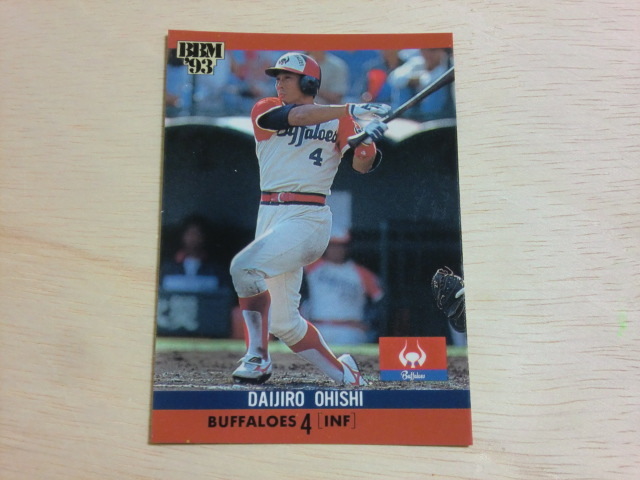 BBM
'93
Buffaloes
4
Buffaloes
DAIJIRO OHISHI
BUFFALOES 4 [INF]